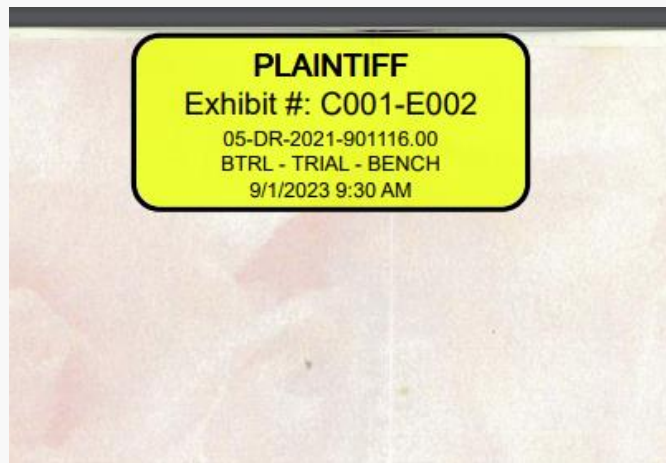 PLAINTIFF
Exhibit #: C001-E002
05-DR-2021-901116.00
BTRL - TRIAL - BENCH
9/1/2023 9:30 AM